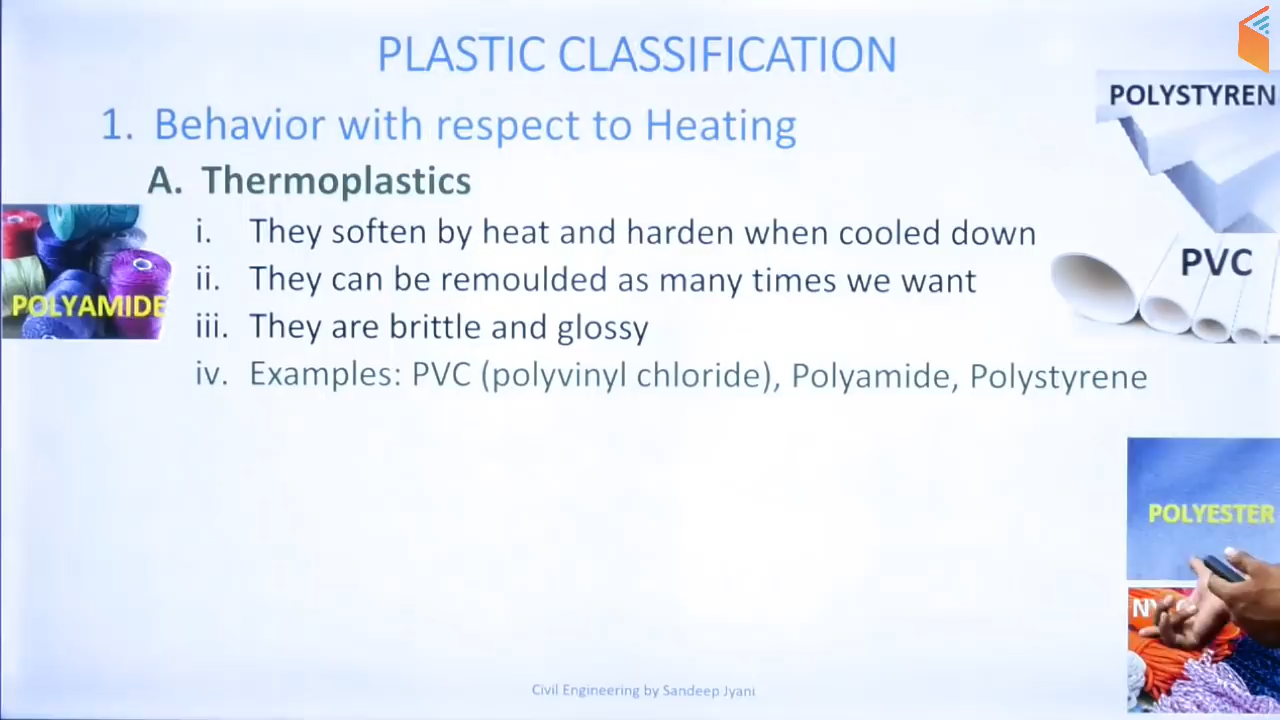 PLASTIC CLASSIFICATION
POLYSTYREN
1. Behavior with respect to Heating
A. Thermoplastics
i. They soften by heat and harden when cooled down
ii. They can be remoulded as many times we want
PVC
POLYAMIDE
iii. They are brittle and glossy
iv. Examples: PVC (polyvinyl chloride), Polyamide, Polystyrene
POLYESTER
Civil Engineering by Sandeep Jyani